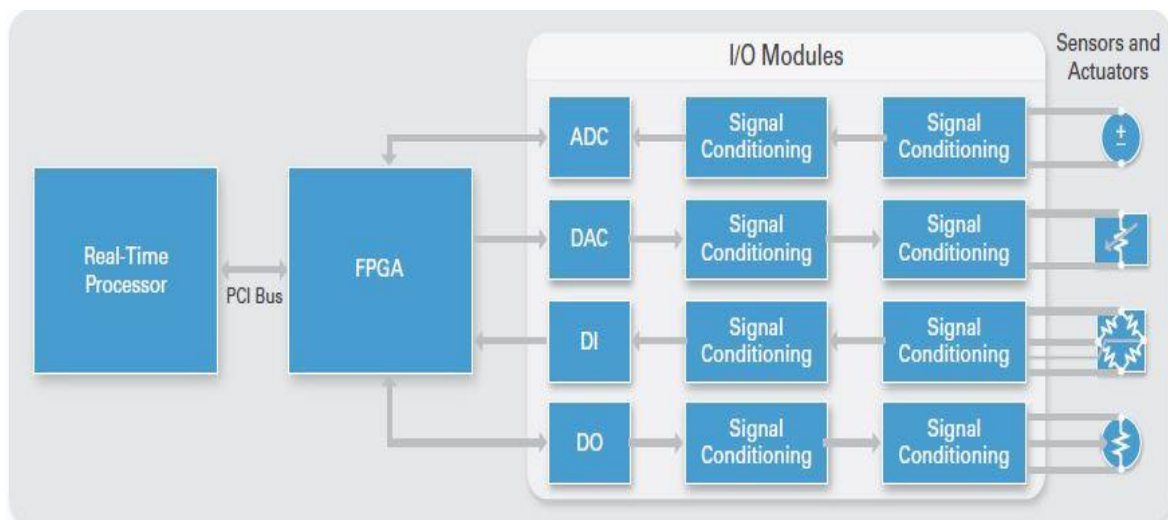 I/O Modules
Sensors and
Actuators
Real-Time
Processor
PCI Bus
FPGA
ADC
Signal
Conditioning
Signal
Conditioning
+
−
DAC
Signal
Conditioning
Signal
Conditioning
DI
Signal
Conditioning
Signal
Conditioning
DO
Signal
Conditioning
Signal
Conditioning